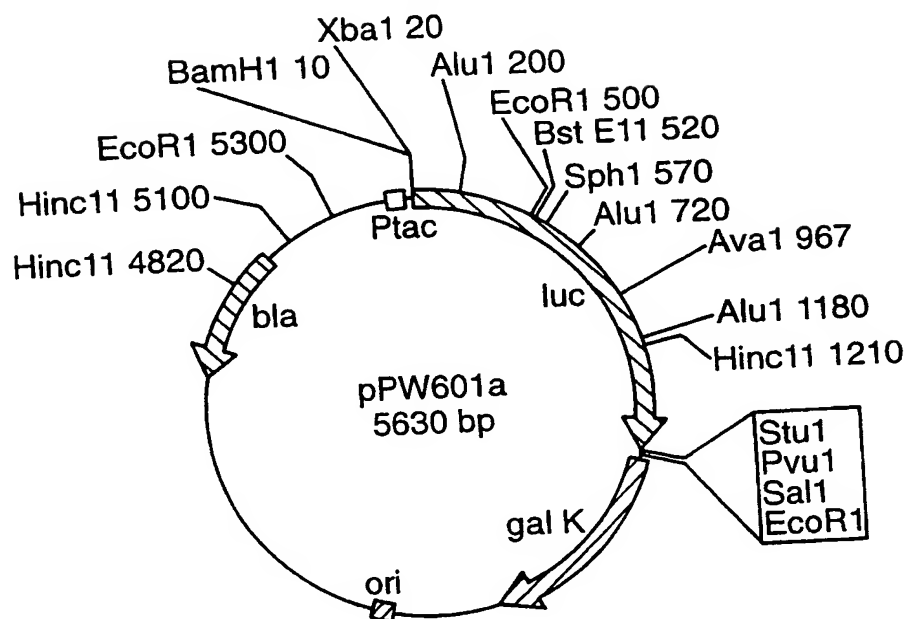 Xba1 20
BamH1 10
Alu1 200
EcoR1 500
Bst E11 520
EcoR1 5300
Sph1 570
Hinc11 5100
Alu1 720
Ptac
Ava1 967
Hinc11 4820
luc
bla
Alu1 1180
Hinc11 1210
pPW601a
5630 bp
Stu1
Pvu1
Sal1
EcoR1
gal K
ori